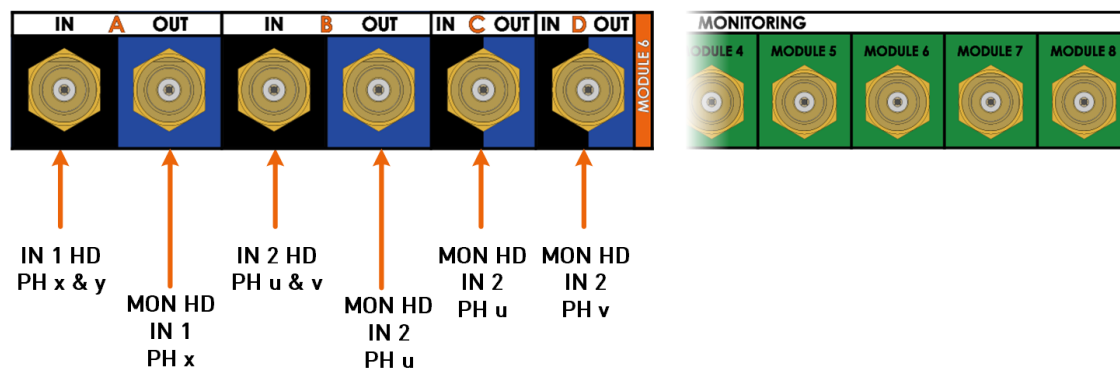 IN A OUT IN B OUT IN C OUT IN D OUT
MODULE 6
MONITORING
ODULE 4 MODULE 5 MODULE 6 MODULE 7 MODULE 8
IN 1 HD
PH x & y
MON HD
IN 1
PH x
IN 2 HD
PH u & v
MON HD
IN 2
PH u
MON HD
IN 2
PH u
MON HD
IN 2
PH v